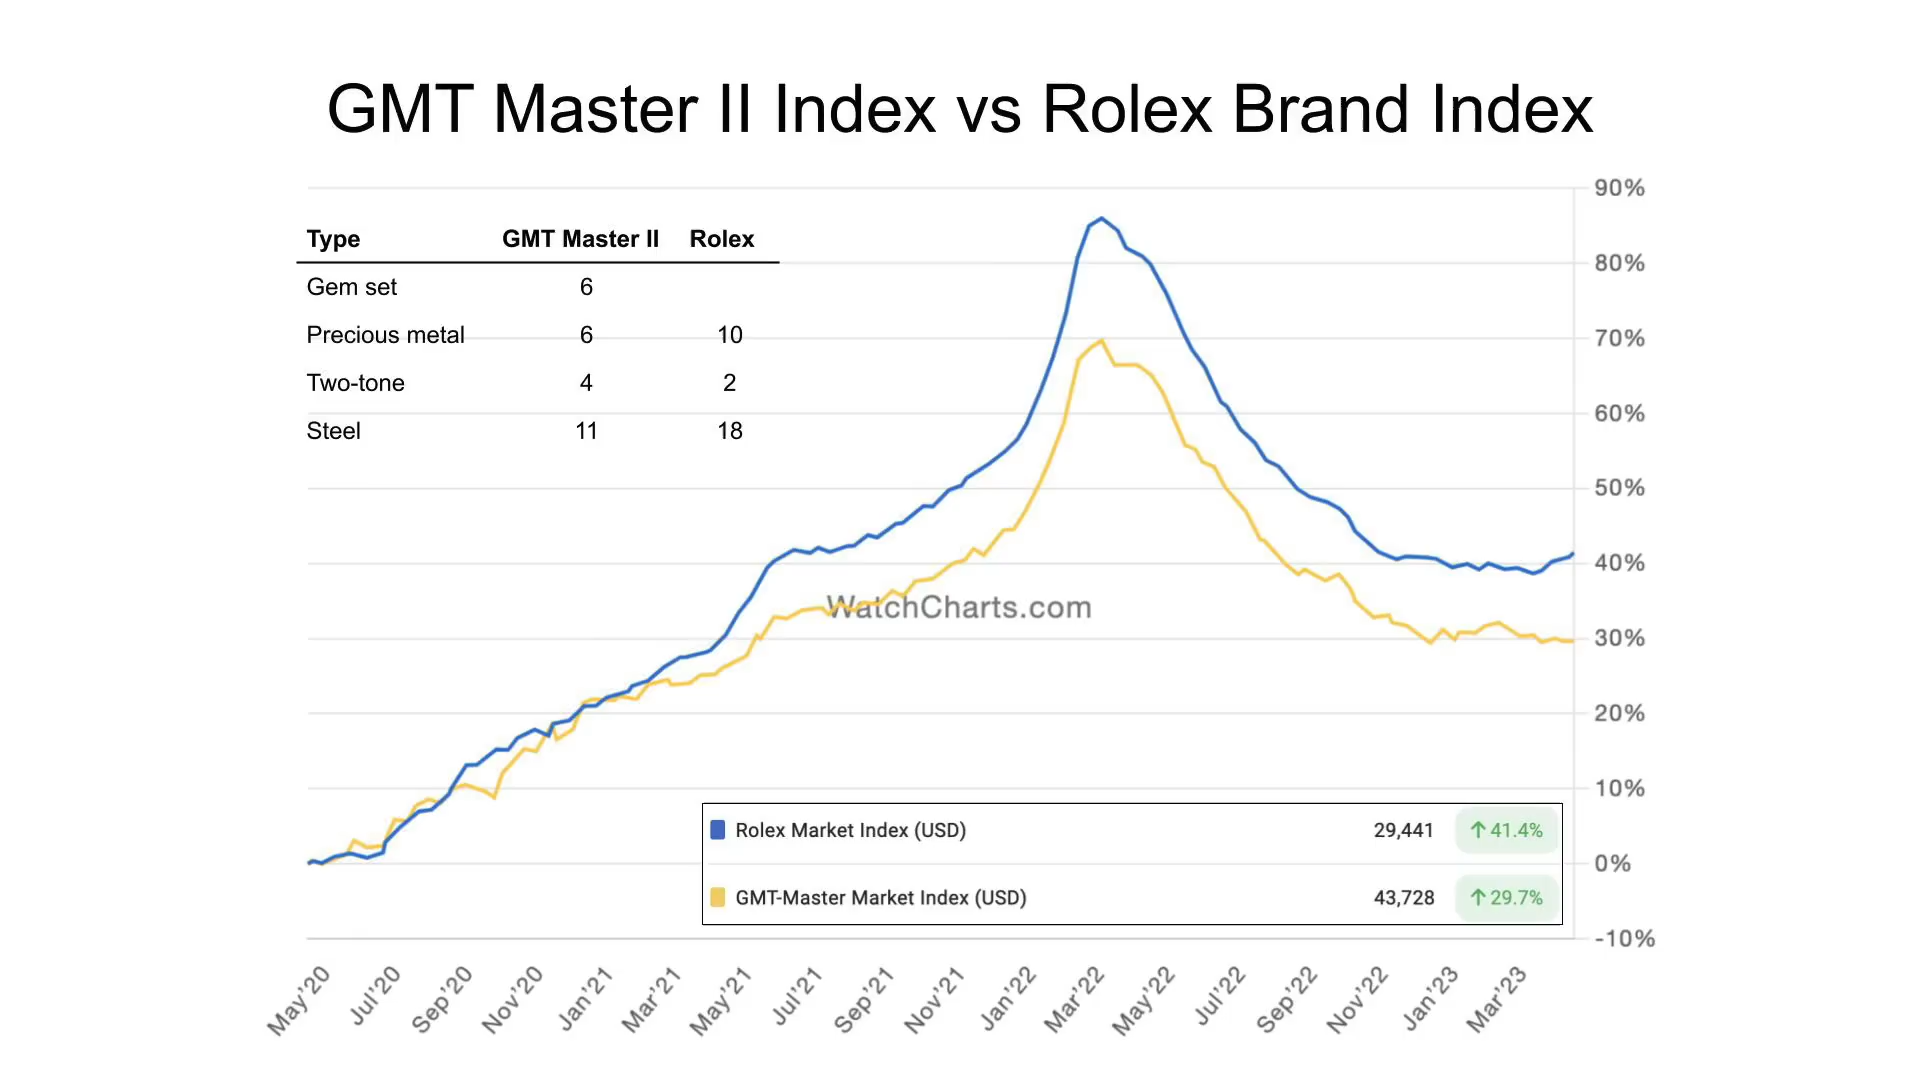 GMT Master II Index vs Rolex Brand Index
Type GMT Master II Rolex
Gem set 6
Precious metal 6 10
Two-tone 4 2
Steel 11 18
90%
80%
70%
60%
50%
40%
30%
20%
10%
0%
-10%
WatchCharts.com
Rolex Market Index (USD) 29,441 ↑ 41.4%
GMT-Master Market Index (USD) 43,728 ↑ 29.7%
May'20 Jul'20 Sep'20 Nov'20 Jan'21 Mar'21 May'21 Jul'21 Sep'21 Nov'21 Jan'22 Mar'22 May'22 Jul'22 Sep'22 Nov'22 Jan'23 Mar'23